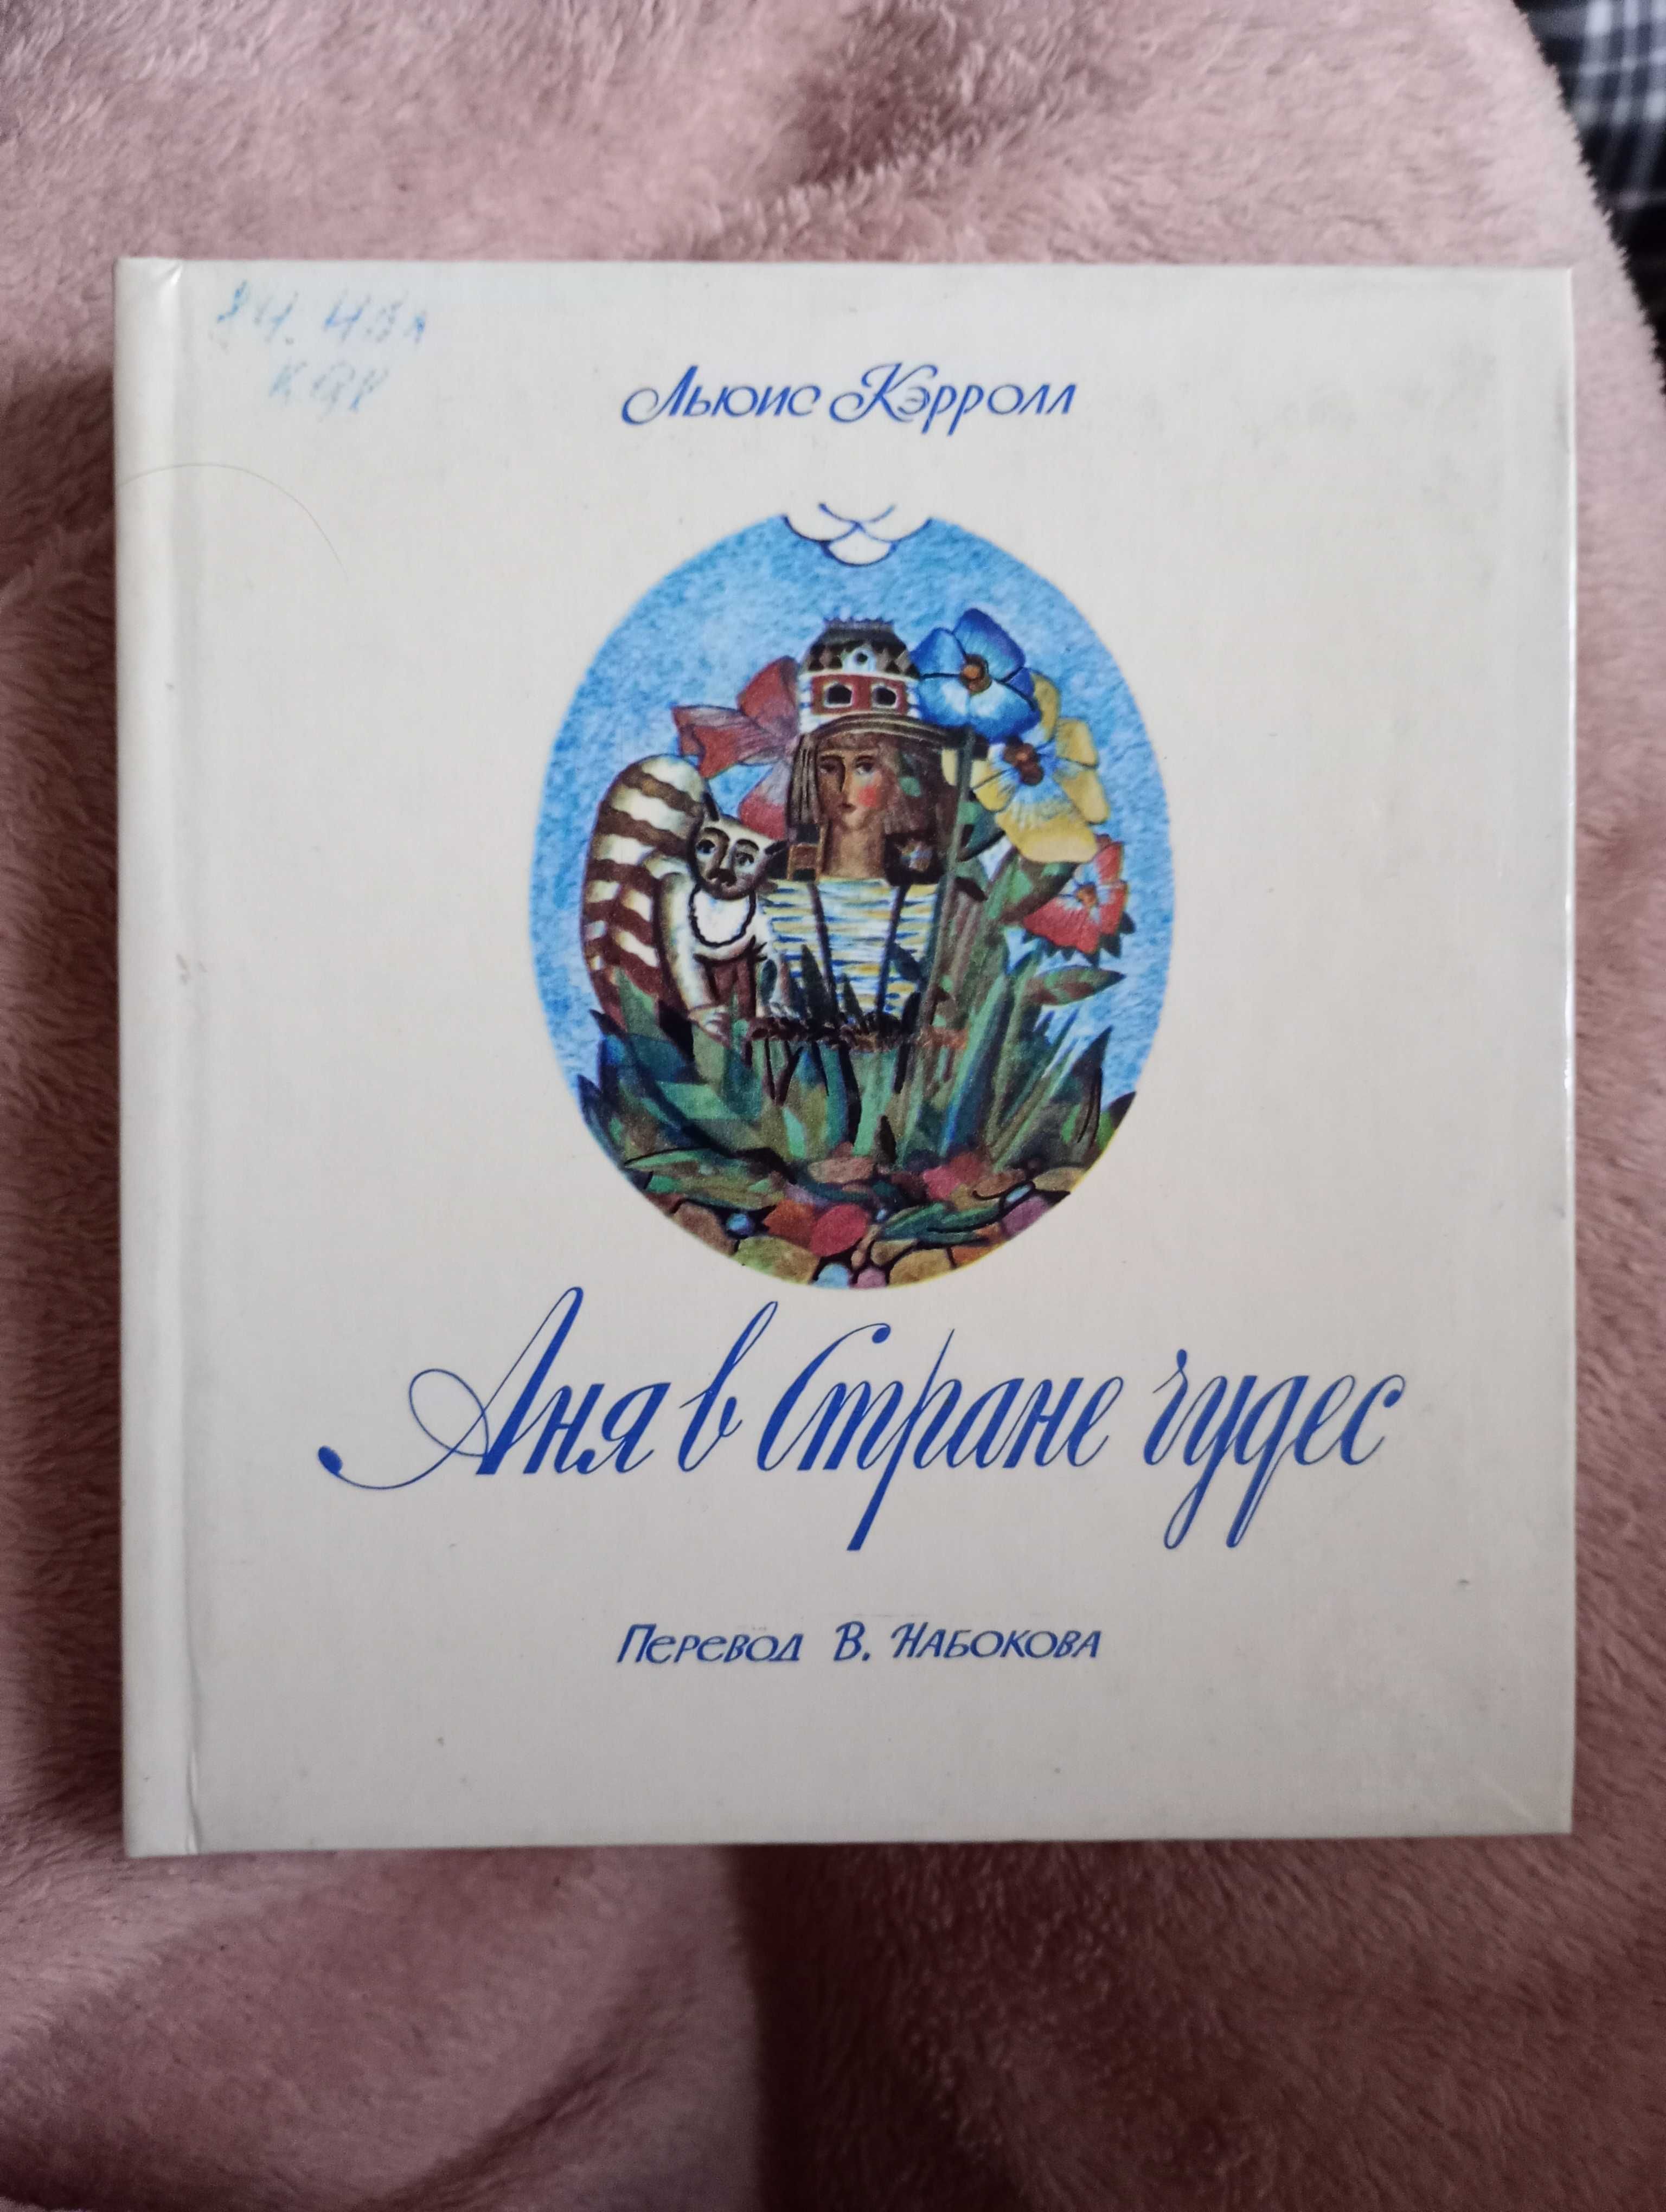 Льюис Кэрролл
Аня в Стране чудес
Перевод В. Набокова